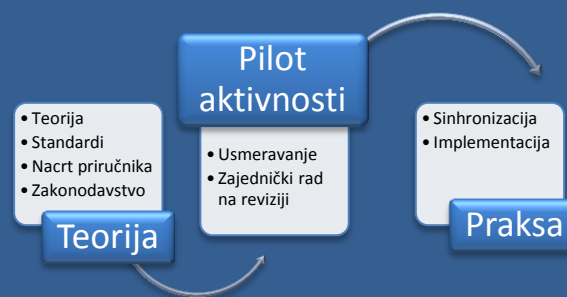 Teorija
Standardi
Nacrt priručnika
Zakonodavstvo
Teorija
Pilot
aktivnosti
Usmeravanje
Zajednički rad
na reviziji
Sinhronizacija
Implementacija
Praksa